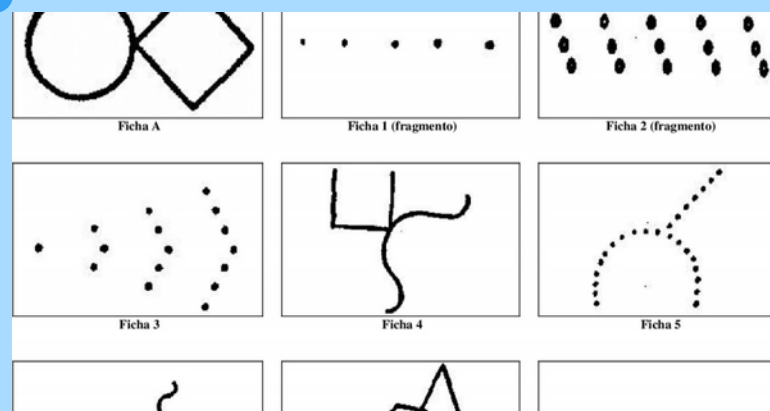 Ficha A
Ficha 1 (fragmento)
Ficha 2 (fragmento)
Ficha 3
Ficha 4
Ficha 5